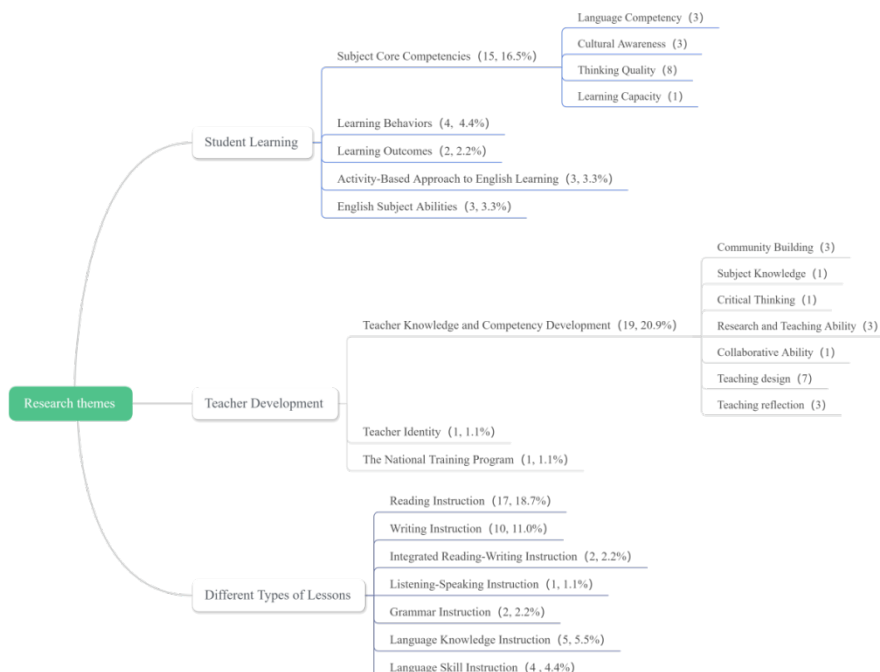 Research themes
Student Learning
Subject Core Competencies (15, 16.5%)
Language Competency (3)
Cultural Awareness (3)
Thinking Quality (8)
Learning Capacity (1)
Learning Behaviors (4, 4.4%)
Learning Outcomes (2, 2.2%)
Activity-Based Approach to English Learning (3, 3.3%)
English Subject Abilities (3, 3.3%)
Teacher Development
Teacher Knowledge and Competency Development (19, 20.9%)
Community Building (3)
Subject Knowledge (1)
Critical Thinking (1)
Research and Teaching Ability (3)
Collaborative Ability (1)
Teaching design (7)
Teaching reflection (3)
Teacher Identity (1, 1.1%)
The National Training Program (1, 1.1%)
Different Types of Lessons
Reading Instruction (17, 18.7%)
Writing Instruction (10, 11.0%)
Integrated Reading-Writing Instruction (2, 2.2%)
Listening-Speaking Instruction (1, 1.1%)
Grammar Instruction (2, 2.2%)
Language Knowledge Instruction (5, 5.5%)
Language Skill Instruction (4 , 4.4%)